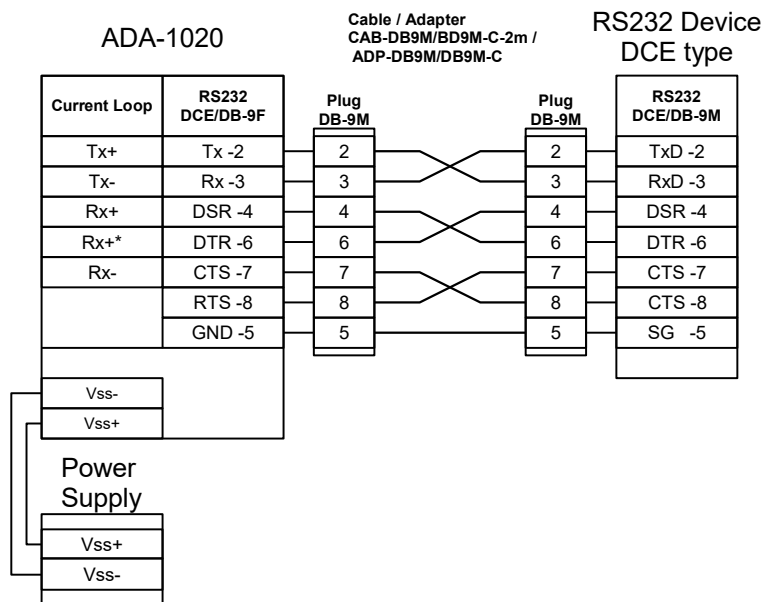 ADA-1020
Cable / Adapter
CAB-DB9M/BD9M-C-2m /
ADP-DB9M/DB9M-C
RS232 Device
DCE type
Current Loop
RS232
DCE/DB-9F
Plug
DB-9M
Plug
DB-9M
RS232
DCE/DB-9M
Tx+ Tx -2 2 2 TxD -2
Tx- Rx -3 3 3 RxD -3
Rx+ DSR -4 4 4 DSR -4
Rx+* DTR -6 6 6 DTR -6
Rx- CTS -7 7 7 CTS -7
RTS -8 8 8 CTS -8
GND -5 5 5 SG -5
Vss-
Vss+
Power
Supply
Vss+
Vss-